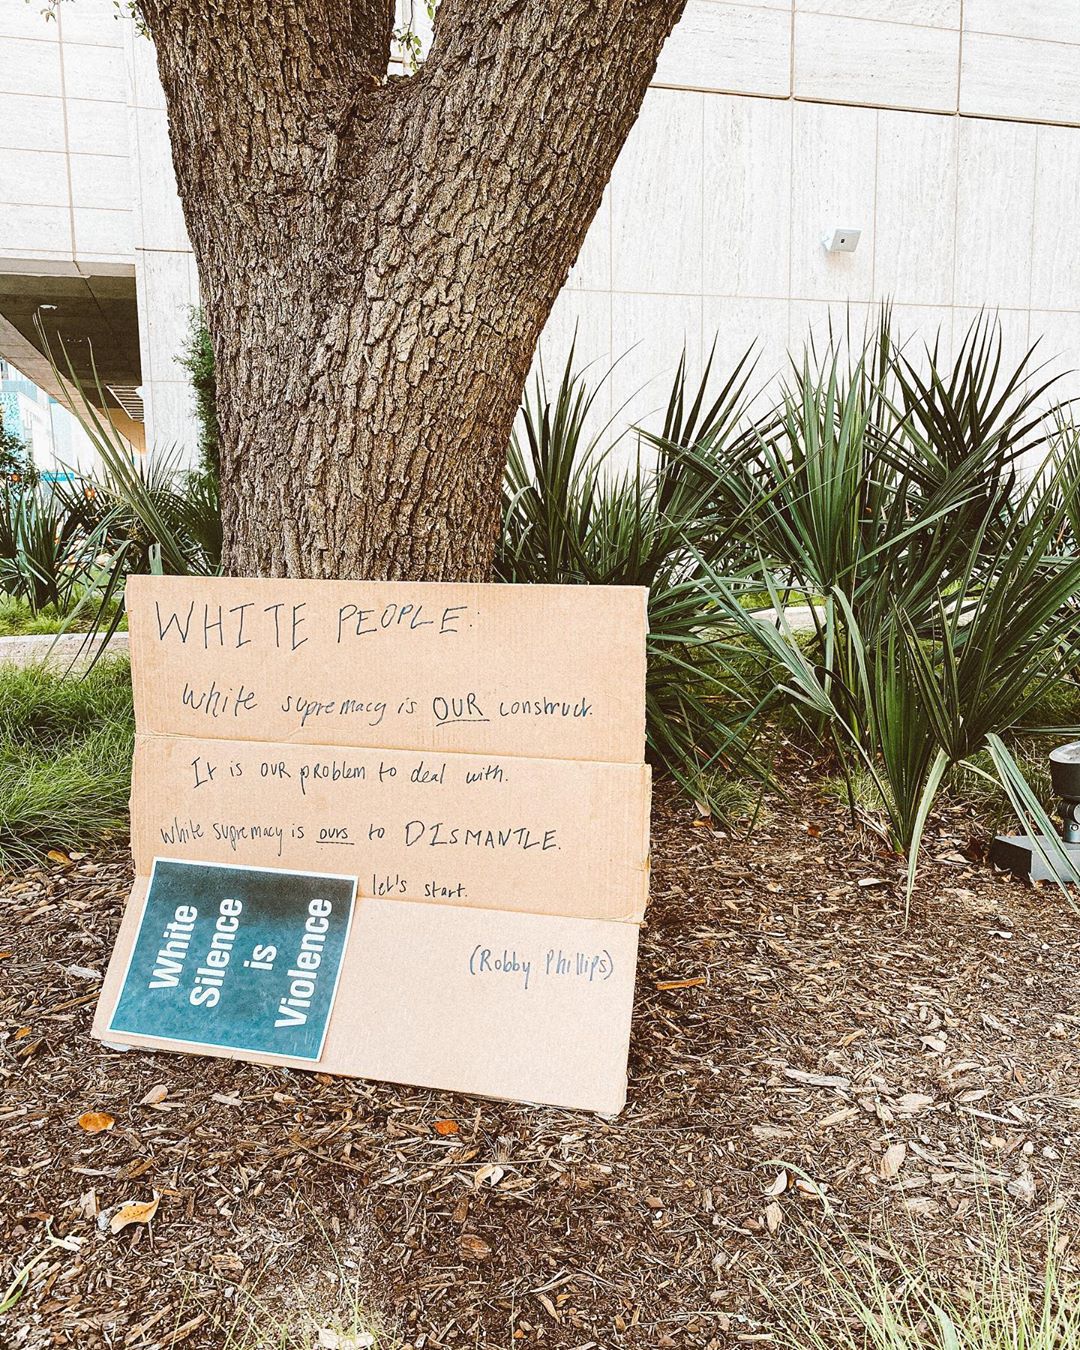 WHITE PEOPLE:
White supremacy is OUR construct.
It is OUR problem to deal with.
White supremacy is ours to DISMANTLE.
let's start.
(Robby Phillips)
White
Silence
is
Violence